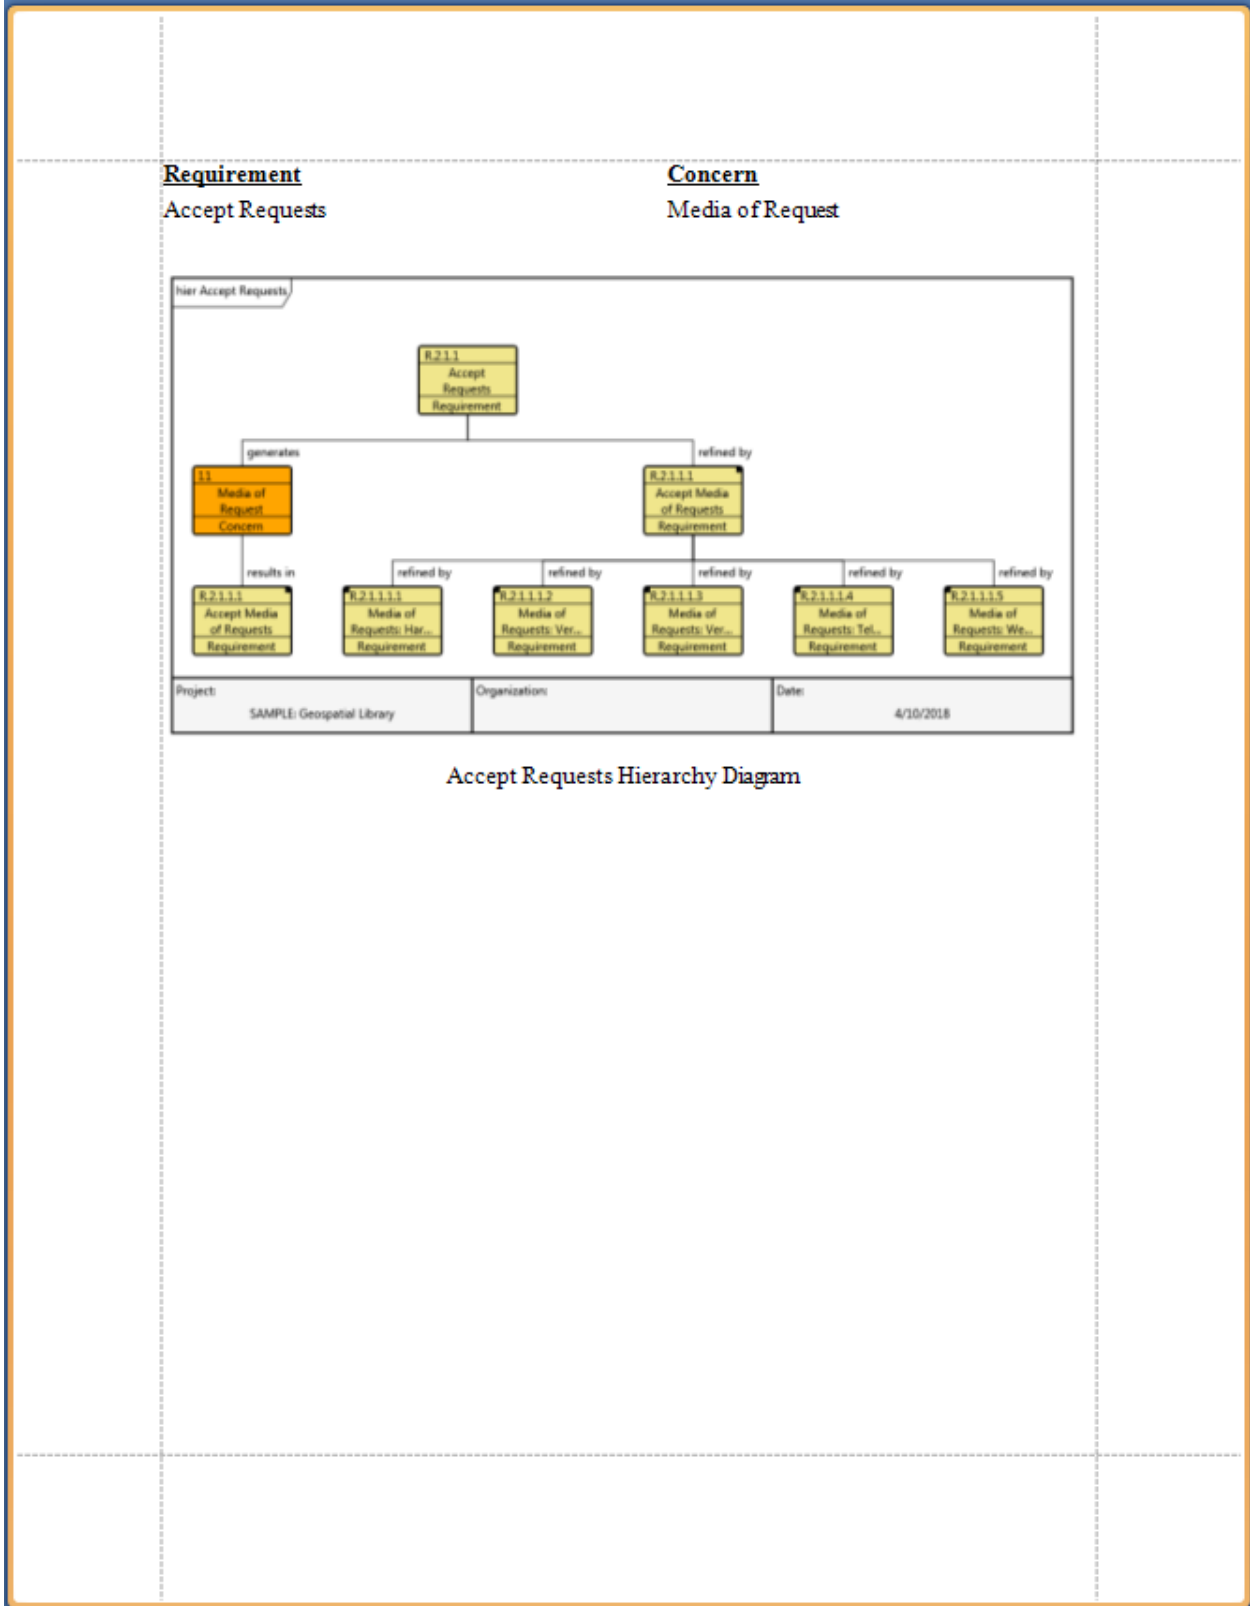 Requirement
Concern
Accept Requests
Media of Request
hier Accept Requests
R.2.1.1
Accept
Requests
Requirement
generates
refined by
11
Media of
Request
Concern
R.2.1.1.1
Accept Media
of Requests
Requirement
results in
refined by
refined by
refined by
refined by
refined by
R.2.1.1.1
Accept Media
of Requests
Requirement
R.2.1.1.1.1
Media of
Requests: Har...
Requirement
R.2.1.1.1.2
Media of
Requests: Ver...
Requirement
R.2.1.1.1.3
Media of
Requests: Ver...
Requirement
R.2.1.1.1.4
Media of
Requests: Tel...
Requirement
R.2.1.1.1.5
Media of
Requests: We...
Requirement
Project:
SAMPLE: Geospatial Library
Organization:
Date:
4/10/2018
Accept Requests Hierarchy Diagram